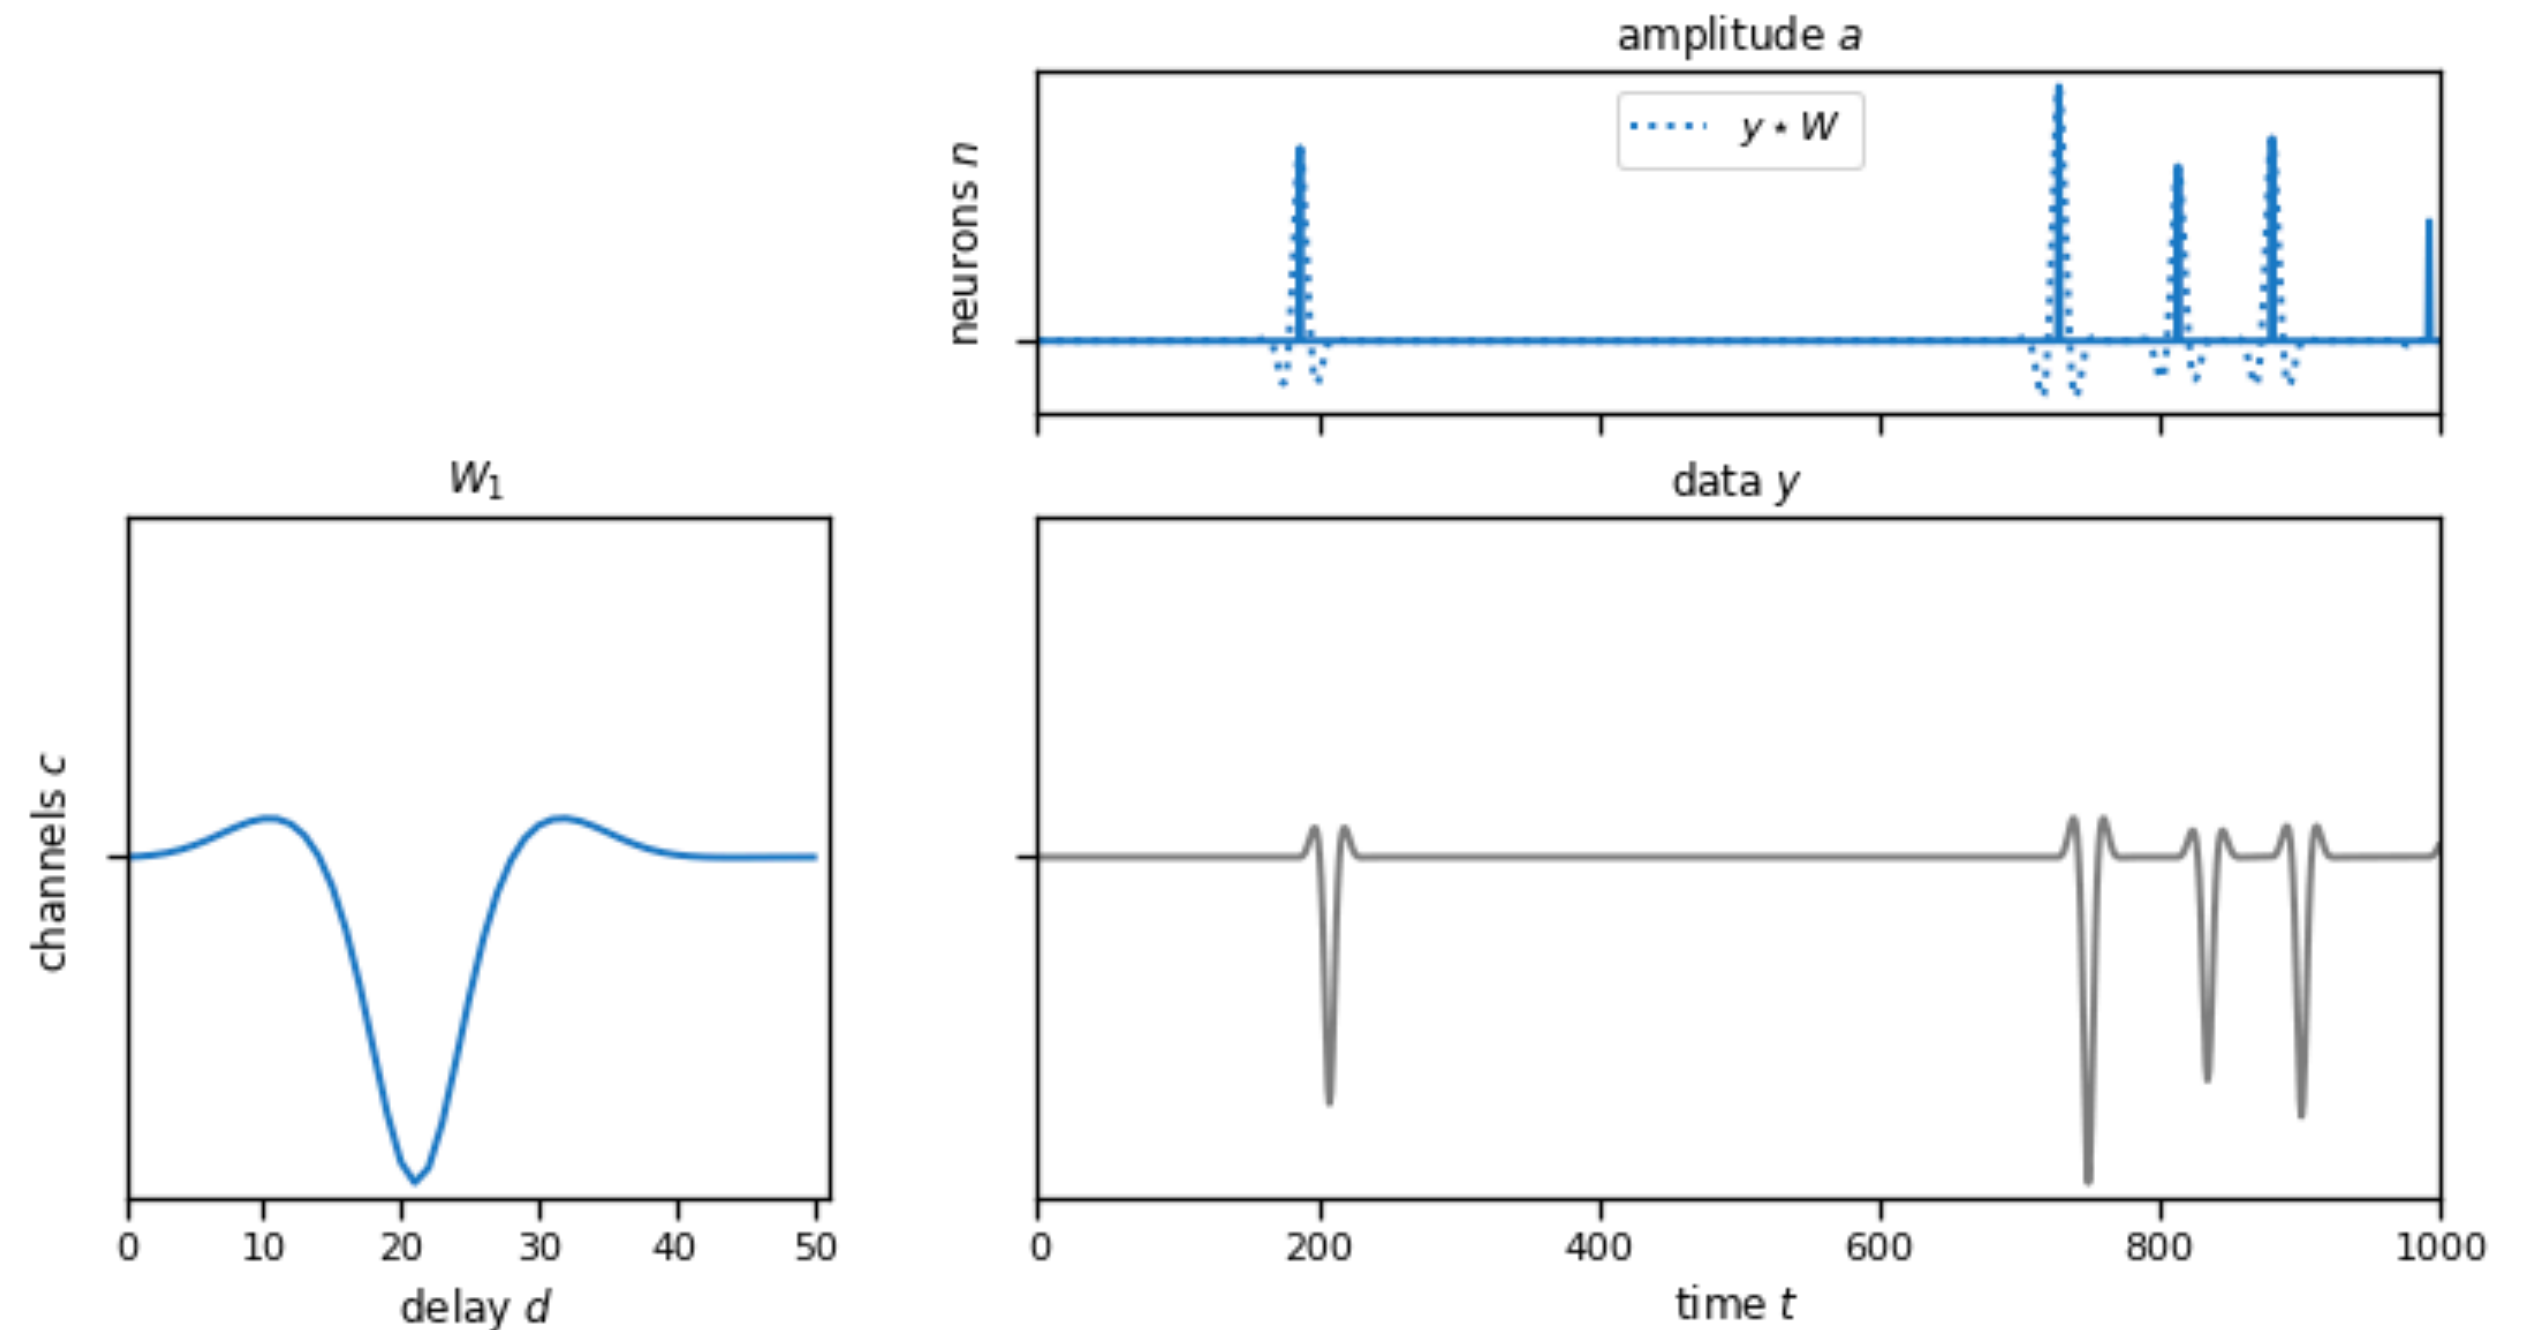 amplitude a
y ⋆ W
neurons n
W₁
data y
channels c
0 10 20 30 40 50
delay d
0 200 400 600 800 1000
time t